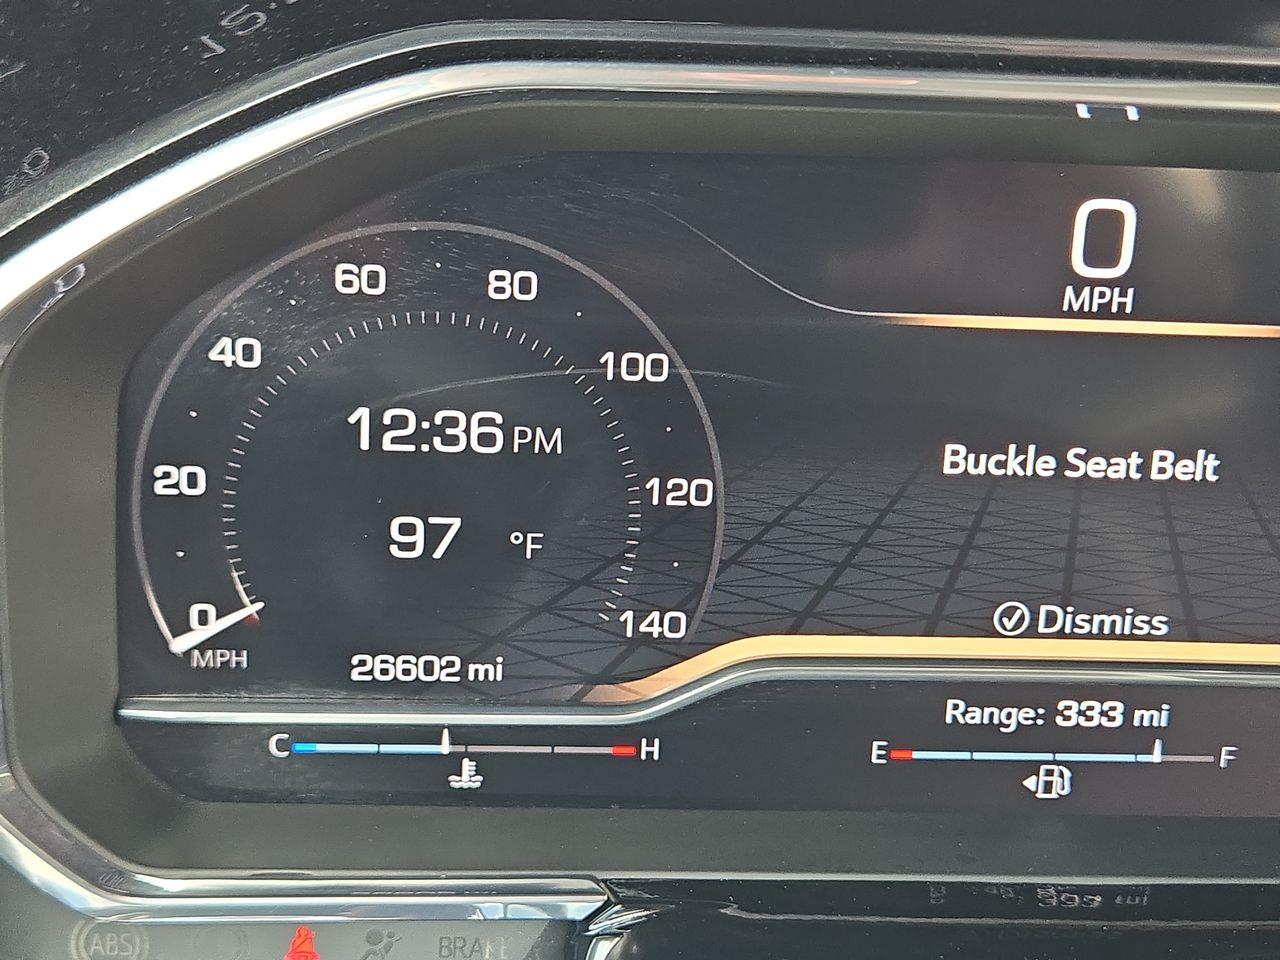 0
MPH
60 80
40 100
12:36 PM
20 120
97 °F
0 140
MPH
26602 mi
Buckle Seat Belt
Dismiss
Range: 333 mi
C H
E F
ABS
BRAKE